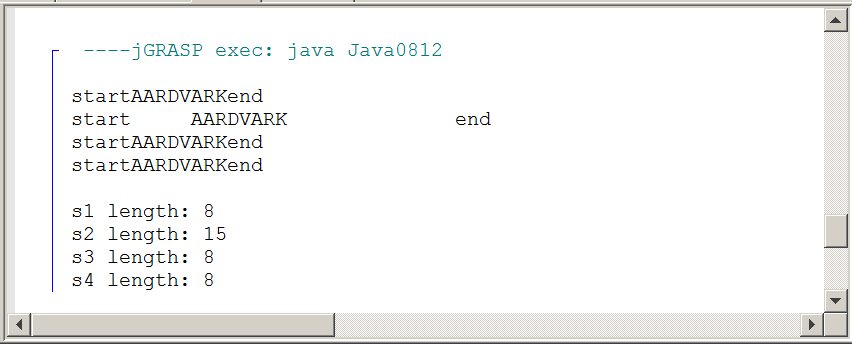 ----jGRASP exec: java Java0812
startAARDVARKend
start     AARDVARK              end
startAARDVARKend
startAARDVARKend
s1 length: 8
s2 length: 15
s3 length: 8
s4 length: 8